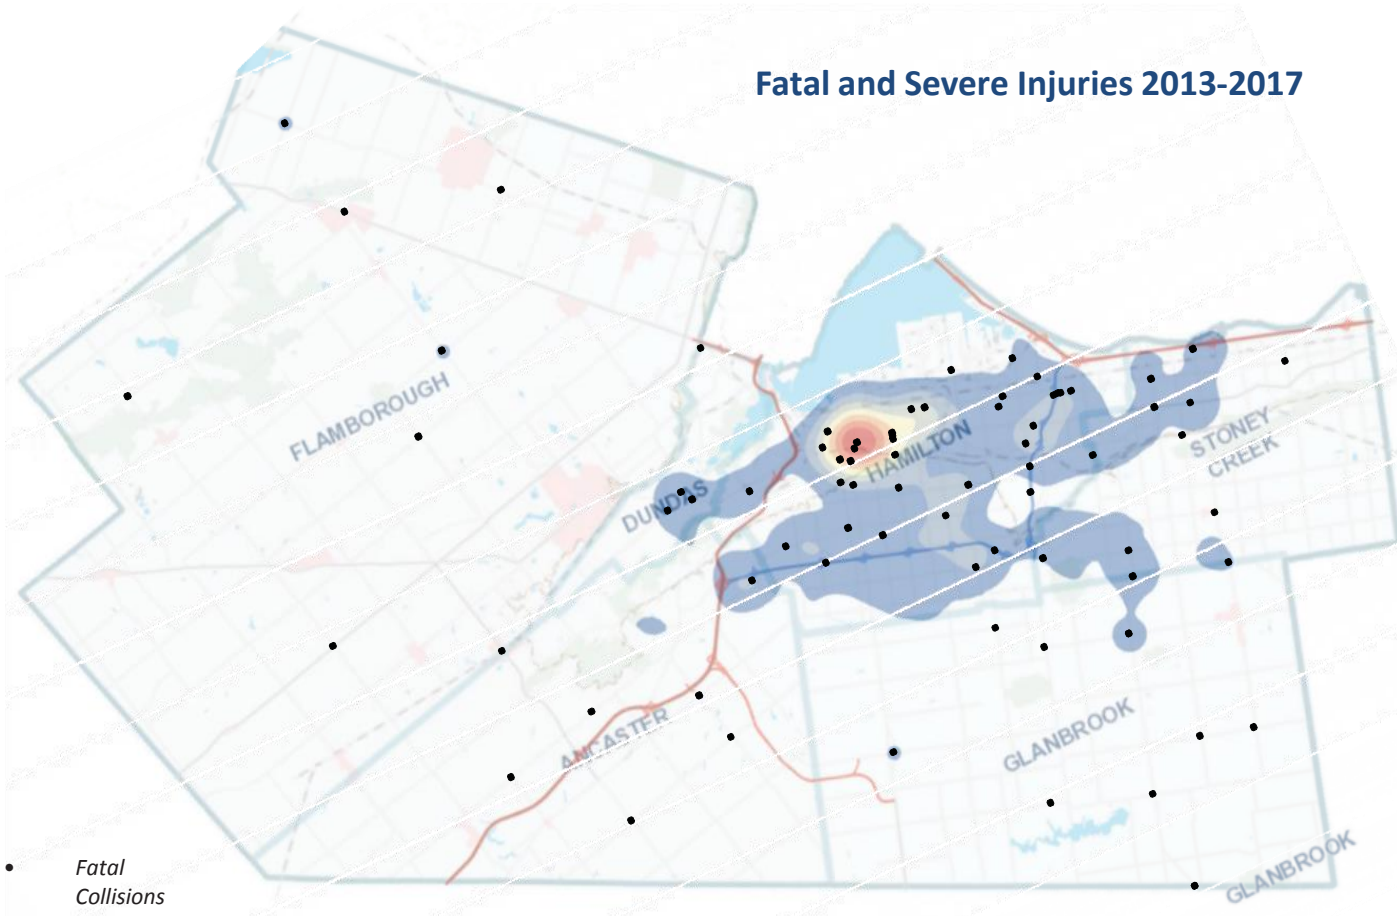 Fatal and Severe Injuries 2013-2017
FLAMBOROUGH
STONEY
CREEK
HAMILTON
DUNDAS
ANCASTER
GLANBROOK
GLANBROOK
Fatal
Collisions